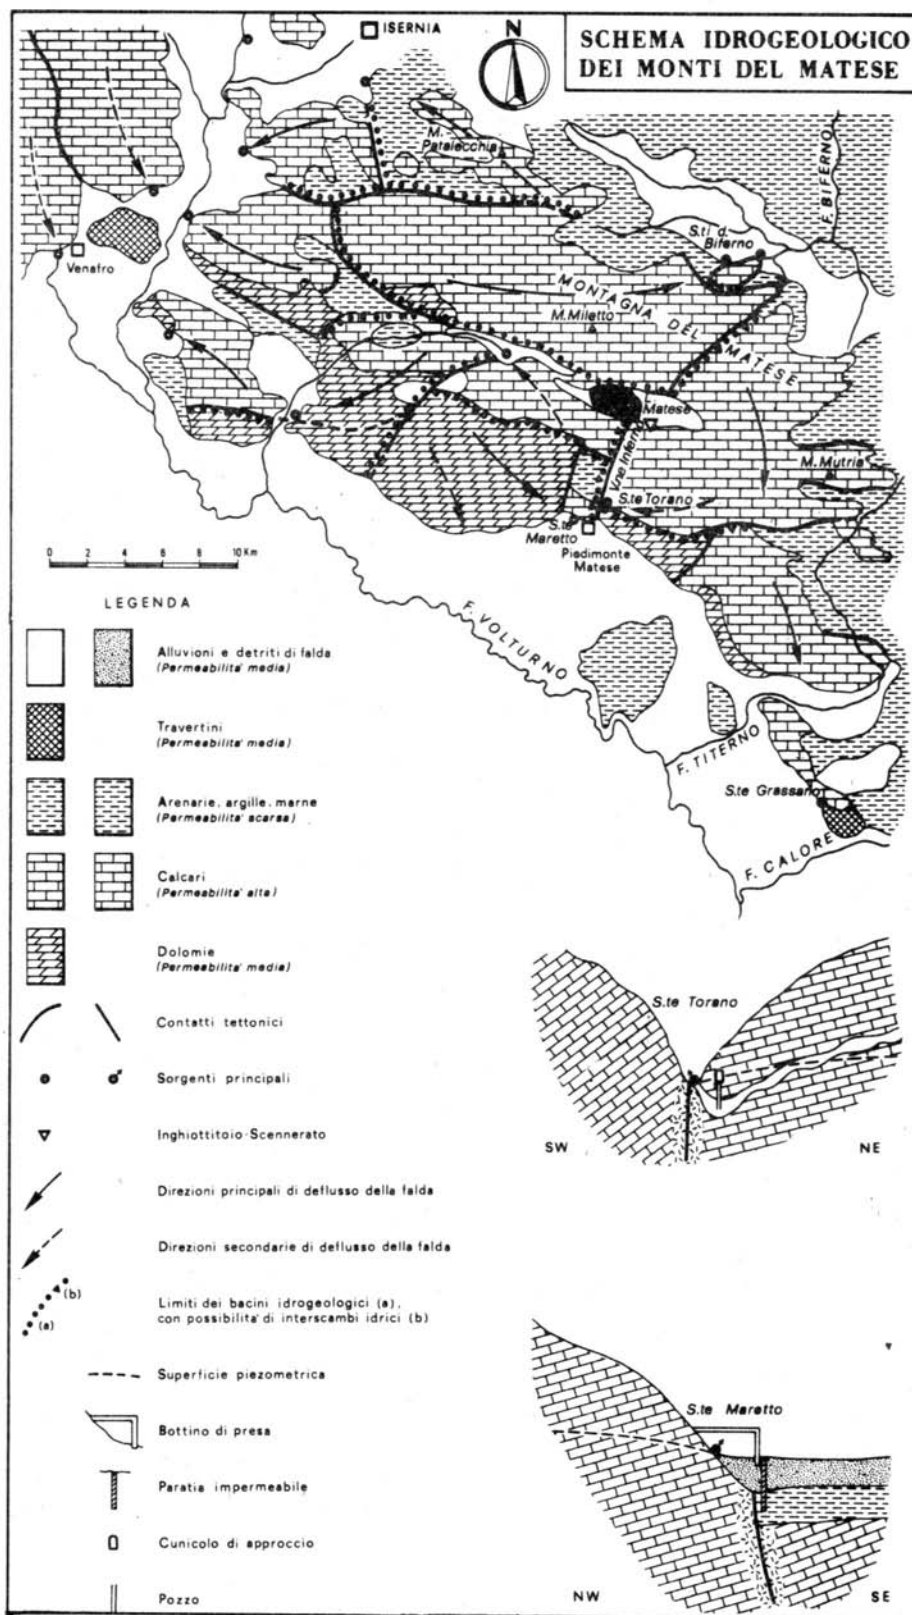 SCHEMA IDROGEOLOGICO
DEI MONTI DEL MATESE
ISERNIA
N
M. Patalecchia
F. BIFERNO
S.ti d. Biferno
Venafro
MONTAGNA DEL MATESE
M. Miletto
Matese
V.ne Inferno
M. Mutria
S.te Torano
S.te Maretto
Piedimonte Matese
0 2 4 6 8 10 Km
F. VOLTURNO
F. TITERNO
S.te Grassano
F. CALORE
LEGENDA
Alluvioni e detriti di falda
(Permeabilita' media)
Travertini
(Permeabilita' media)
Arenarie, argille, marne
(Permeabilita' scarsa)
Calcari
(Permeabilita' alta)
Dolomie
(Permeabilita' media)
Contatti tettonici
Sorgenti principali
Inghiottitoio-Scennerato
Direzioni principali di deflusso della falda
Direzioni secondarie di deflusso della falda
(b)
(a)
Limiti dei bacini idrogeologici (a),
con possibilita' di interscambi idrici (b)
Superficie piezometrica
Bottino di presa
Paratia impermeabile
Cunicolo di approccio
Pozzo
S.te Torano
SW
NE
S.te Maretto
NW
SE